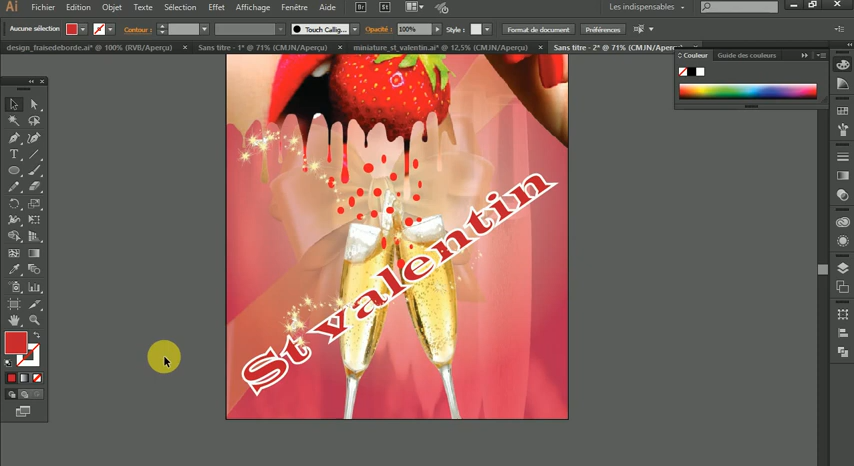 Ai Fichier Edition Objet Texte Sélection Effet Affichage Fenêtre Aide Br St Les indispensables
Aucune sélection Contour : Touch Callig... Opacité : 100% Style : Format de document Préférences
design_fraisedeborde.ai* @ 100% (RVB/Aperçu) × Sans titre - 1* @ 71% (CMJN/Aperçu) × miniature_st_valentin.ai* @ 12,5% (CMJN/Aperçu) × Sans titre - 2* @ 71% (CMJN/Aperçu)
Couleur Guide des couleurs
St valentin